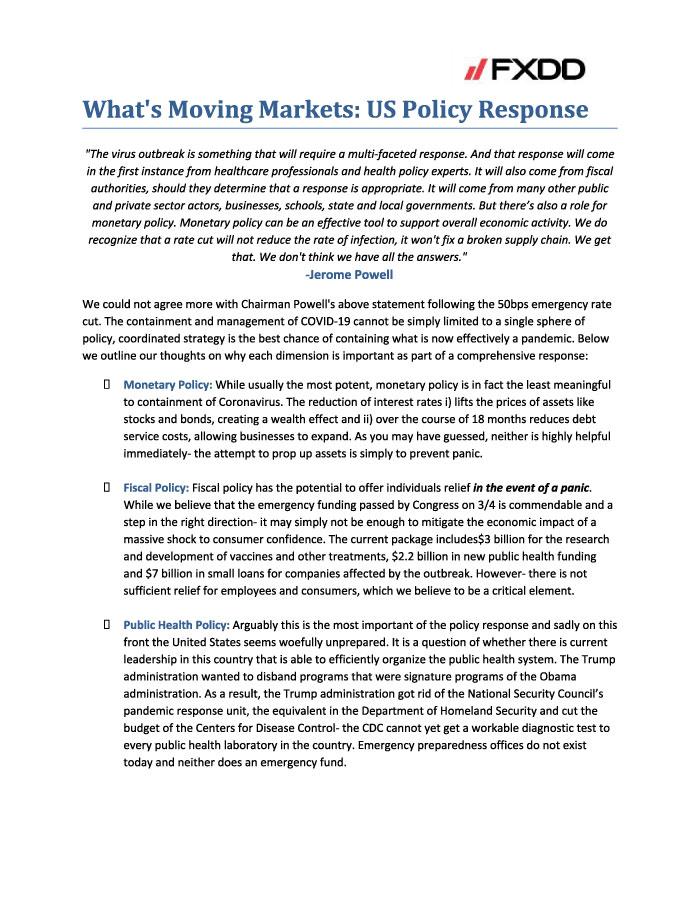 FXDD
What's Moving Markets: US Policy Response
"The virus outbreak is something that will require a multi-faceted response. And that response will come
in the first instance from healthcare professionals and health policy experts. It will also come from fiscal
authorities, should they determine that a response is appropriate. It will come from many other public
and private sector actors, businesses, schools, state and local governments. But there's also a role for
monetary policy. Monetary policy can be an effective tool to support overall economic activity. We do
recognize that a rate cut will not reduce the rate of infection, it won't fix a broken supply chain. We get
that. We don't think we have all the answers."
-Jerome Powell
We could not agree more with Chairman Powell's above statement following the 50bps emergency rate
cut. The containment and management of COVID-19 cannot be simply limited to a single sphere of
policy, coordinated strategy is the best chance of containing what is now effectively a pandemic. Below
we outline our thoughts on why each dimension is important as part of a comprehensive response:
Monetary Policy: While usually the most potent, monetary policy is in fact the least meaningful
to containment of Coronavirus. The reduction of interest rates i) lifts the prices of assets like
stocks and bonds, creating a wealth effect and ii) over the course of 18 months reduces debt
service costs, allowing businesses to expand. As you may have guessed, neither is highly helpful
immediately- the attempt to prop up assets is simply to prevent panic.
Fiscal Policy: Fiscal policy has the potential to offer individuals relief in the event of a panic.
While we believe that the emergency funding passed by Congress on 3/4 is commendable and a
step in the right direction- it may simply not be enough to mitigate the economic impact of a
massive shock to consumer confidence. The current package includes$3 billion for the research
and development of vaccines and other treatments, $2.2 billion in new public health funding
and $7 billion in small loans for companies affected by the outbreak. However- there is not
sufficient relief for employees and consumers, which we believe to be a critical element.
Public Health Policy: Arguably this is the most important of the policy response and sadly on this
front the United States seems woefully unprepared. It is a question of whether there is current
leadership in this country that is able to efficiently organize the public health system. The Trump
administration wanted to disband programs that were signature programs of the Obama
administration. As a result, the Trump administration got rid of the National Security Council's
pandemic response unit, the equivalent in the Department of Homeland Security and cut the
budget of the Centers for Disease Control- the CDC cannot yet get a workable diagnostic test to
every public health laboratory in the country. Emergency preparedness offices do not exist
today and neither does an emergency fund.